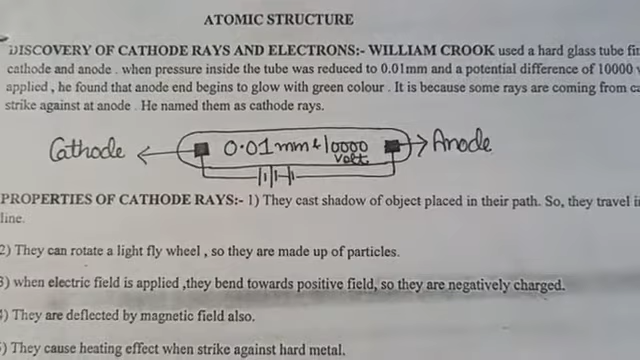 ATOMIC STRUCTURE
DISCOVERY OF CATHODE RAYS AND ELECTRONS:- WILLIAM CROOK used a hard glass tube
cathode and anode . when pressure inside the tube was reduced to 0.01mm and a potential difference of 10000
applied , he found that anode end begins to glow with green colour . It is because some rays are coming from
strike against at anode . He named them as cathode rays.
Cathode 0.01mm & 10000 volt Anode
PROPERTIES OF CATHODE RAYS:- 1) They cast shadow of object placed in their path. So, they travel
line.
2) They can rotate a light fly wheel , so they are made up of particles.
3) when electric field is applied ,they bend towards positive field, so they are negatively charged.
4) They are deflected by magnetic field also.
5) They cause heating effect when strike against hard metal.